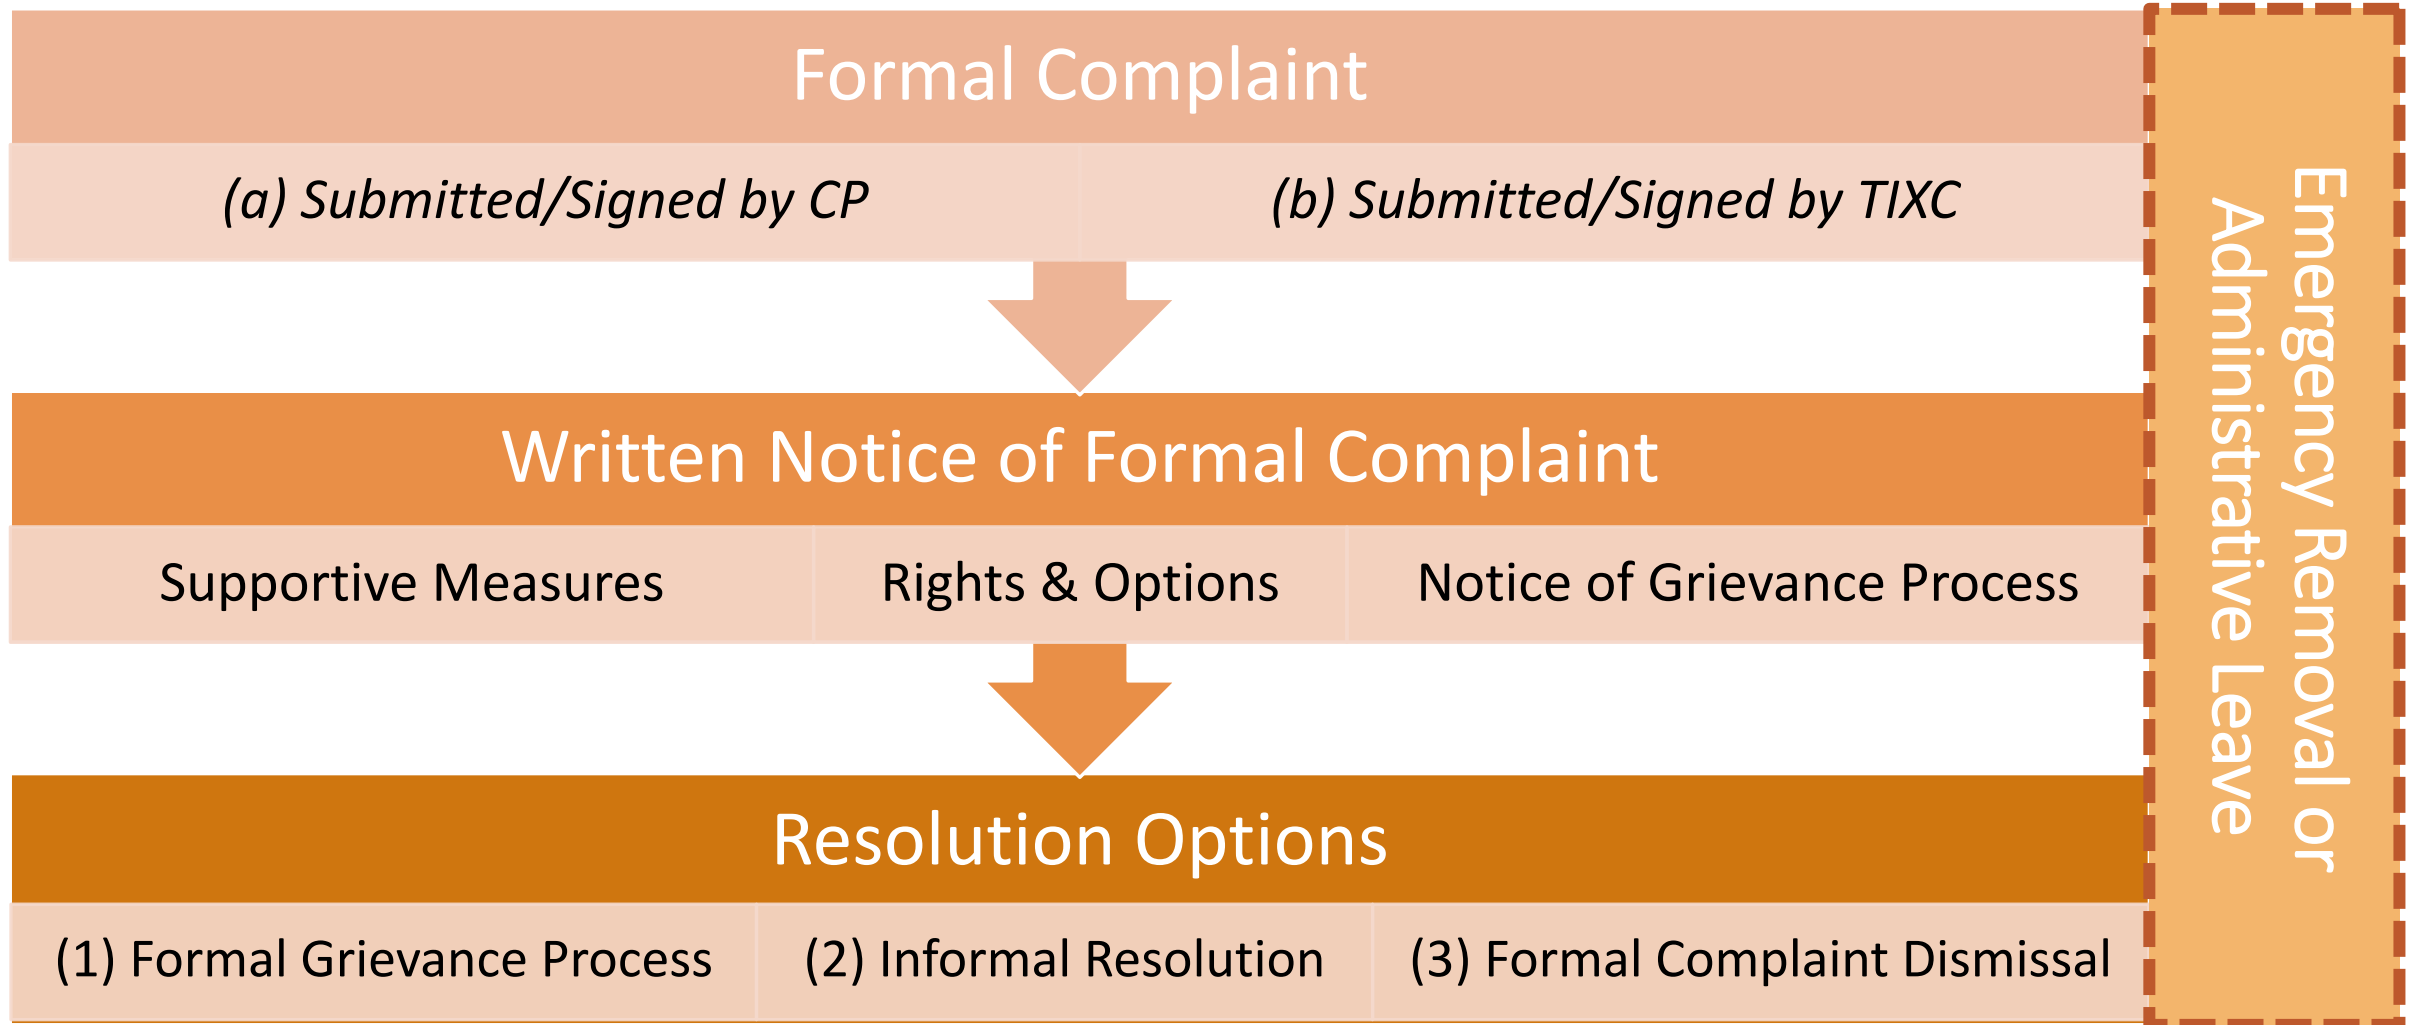 Formal Complaint
(a) Submitted/Signed by CP
(b) Submitted/Signed by TIXC
Written Notice of Formal Complaint
Supportive Measures
Rights & Options
Notice of Grievance Process
Resolution Options
(1) Formal Grievance Process
(2) Informal Resolution
(3) Formal Complaint Dismissal
Emergency Removal or
Administrative Leave